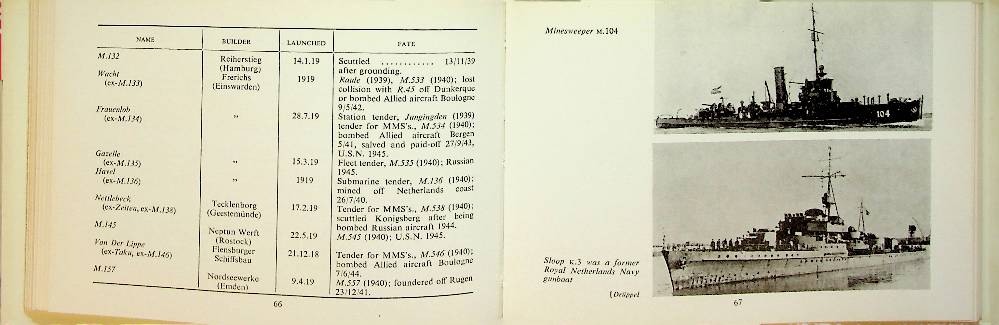 NAME BUILDER LAUNCHED FATE
M.132 Reiherstieg 14.1.19 Scuttled ............ 13/11/39
(Hamburg) after grounding.
Wacht Frerichs 1919 Raule (1939), M.533 (1940); lost
(ex-M.133) (Einswarden) collision with R.45 off Dunkerque
or bombed Allied aircraft Boulogne
9/5/42.
Frauenlob " 28.7.19 Station tender, Jungingden (1939)
(ex-M.134) tender for MMS's., M.534 (1940);
bombed Allied aircraft Bergen
5/41, salved and paid-off 27/9/43,
U.S.N. 1945.
Gazelle " 15.3.19 Fleet tender, M.535 (1940); Russian
(ex-M.135) 1945.
Havel " 1919 Submarine tender, M.136 (1940);
(ex-M.136) mined off Netherlands coast
26/7/40.
Nettlebeck Tecklenborg 17.2.19 Tender for MMS's., M.538 (1940);
(ex-Zeiten, ex-M.138) (Geestemünde) scuttled Konigsberg after being
bombed Russian aircraft 1944.
M.145 Neptun Werft 22.5.19 M.545 (1940); U.S.N. 1945.
(Rostock)
Van Der Lippe Flensburger 21.12.18 Tender for MMS's., M.546 (1940);
(ex-Taku, ex-M.146) Schiffsbau bombed Allied aircraft Boulogne
7/6/44.
M.157 Nordseewerke 9.4.19 M.557 (1940); foundered off Rugen
(Emden) 23/12/41.
66
Minesweeper M.104
104
Sloop K.3 was a former
Royal Netherlands Navy
gunboat
[Drüppel
67